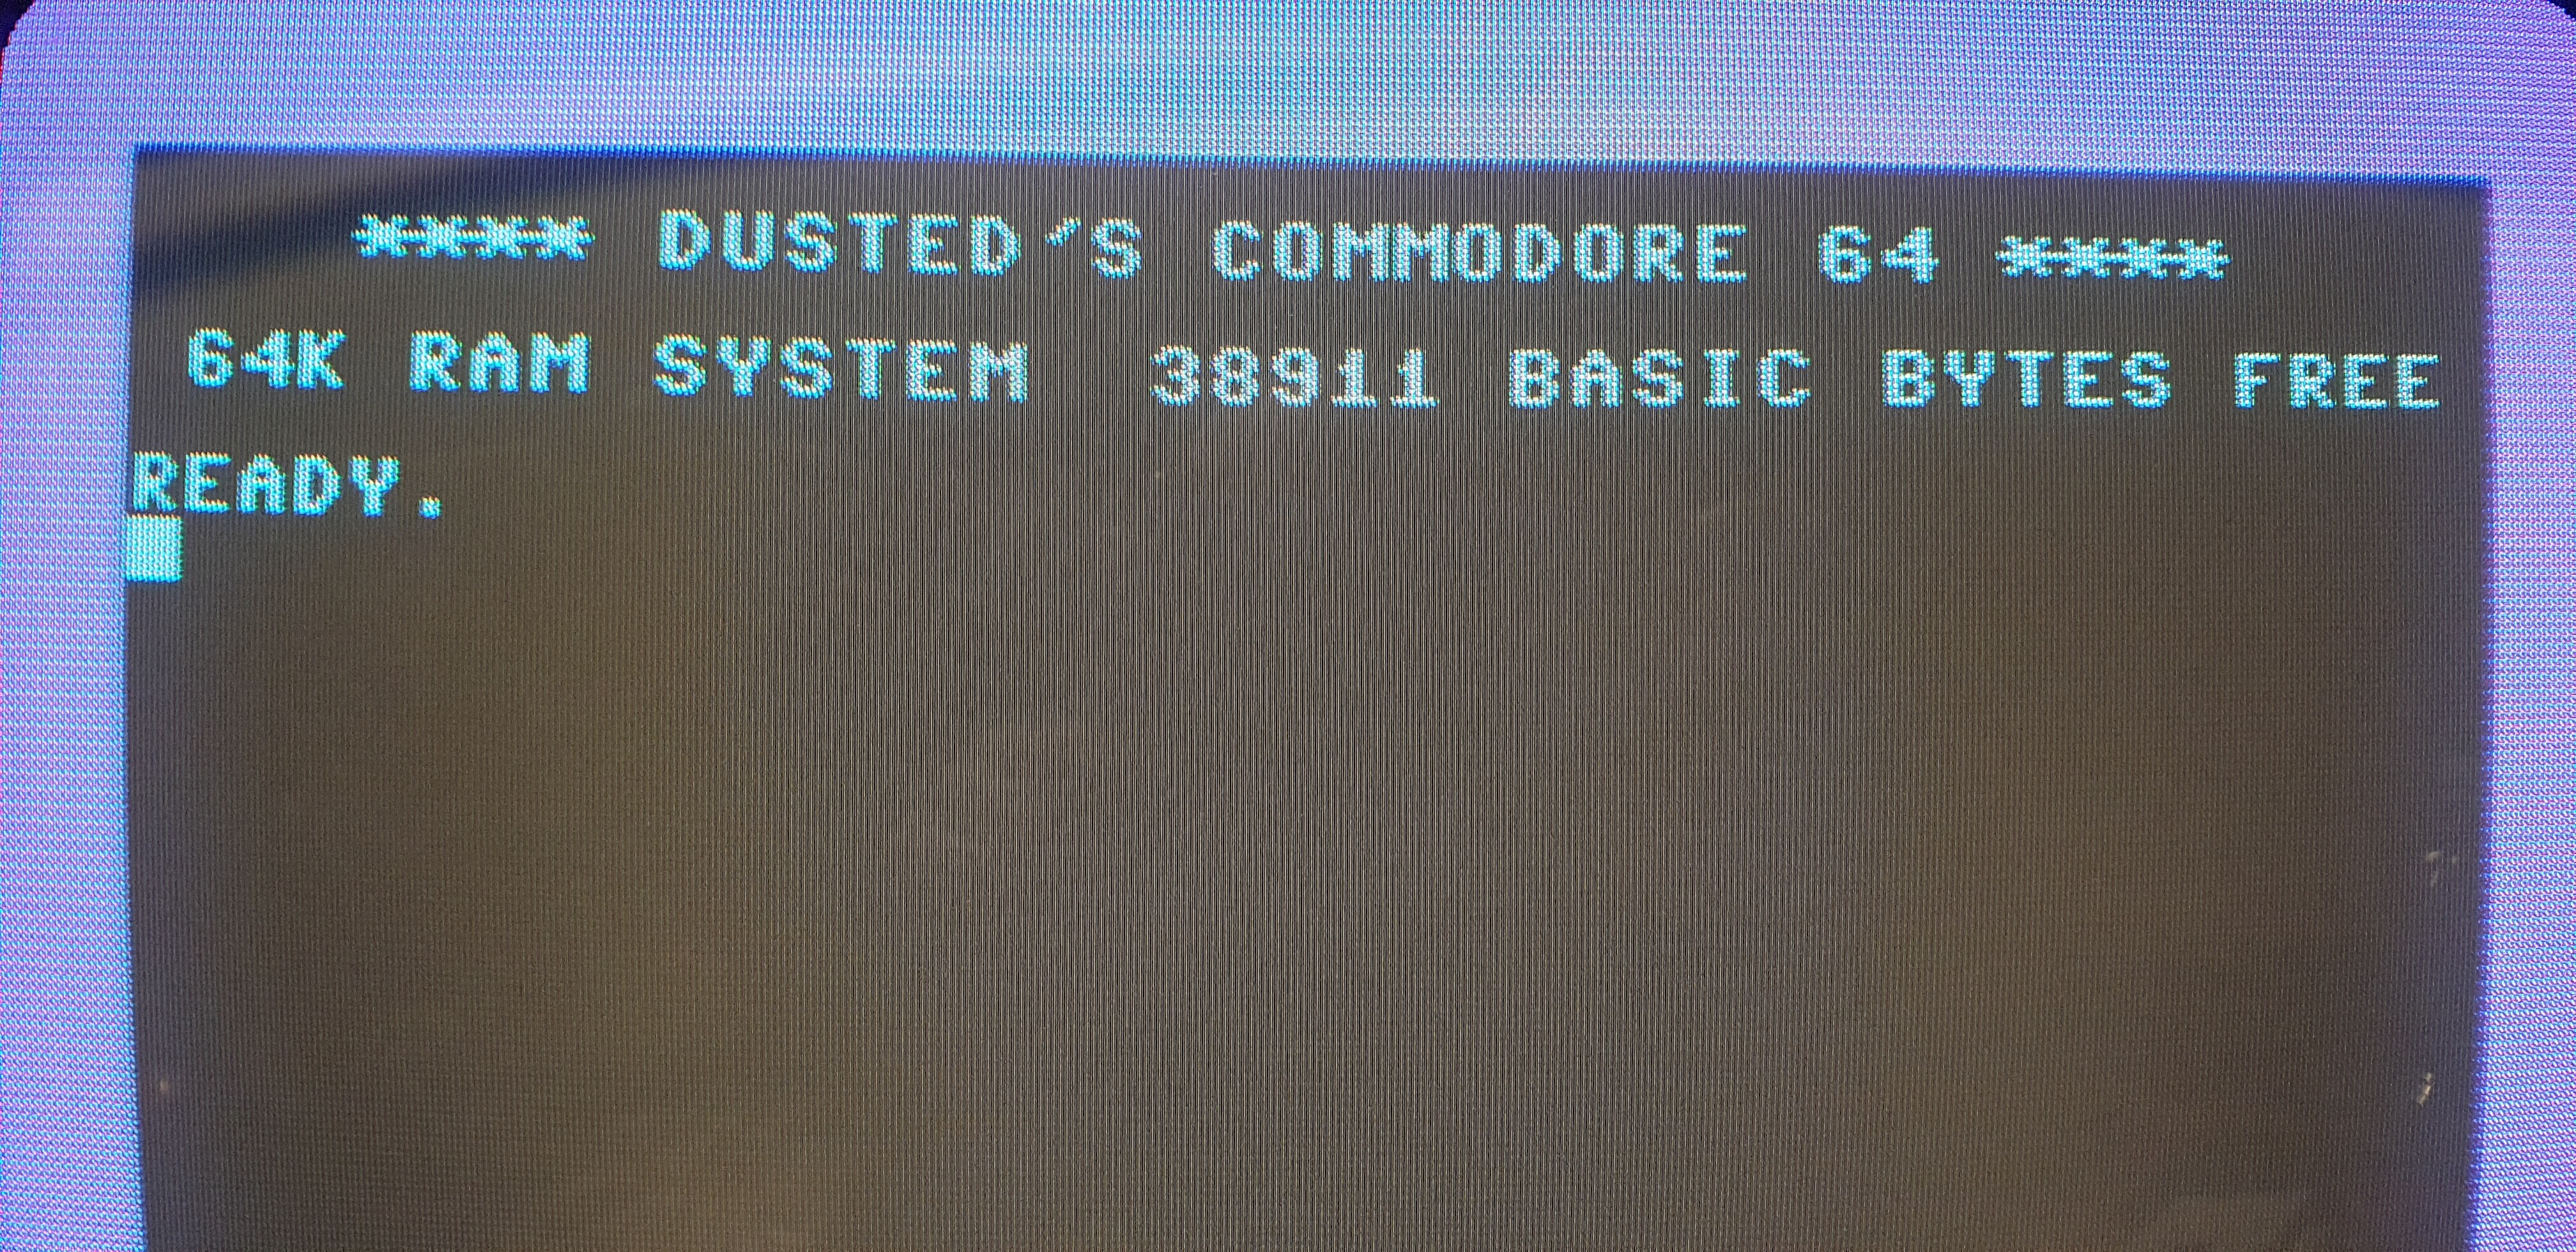 **** DUSTED'S COMMODORE 64 ****
64K RAM SYSTEM  38911 BASIC BYTES FREE
READY.